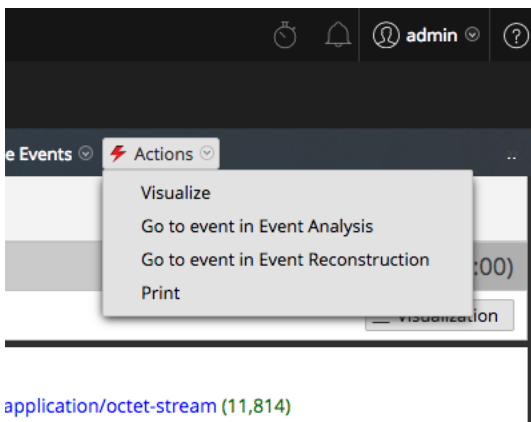 admin
e Events
Actions
..
Visualize
Go to event in Event Analysis
Go to event in Event Reconstruction
:00)
Print
Visualization
application/octet-stream (11,814)